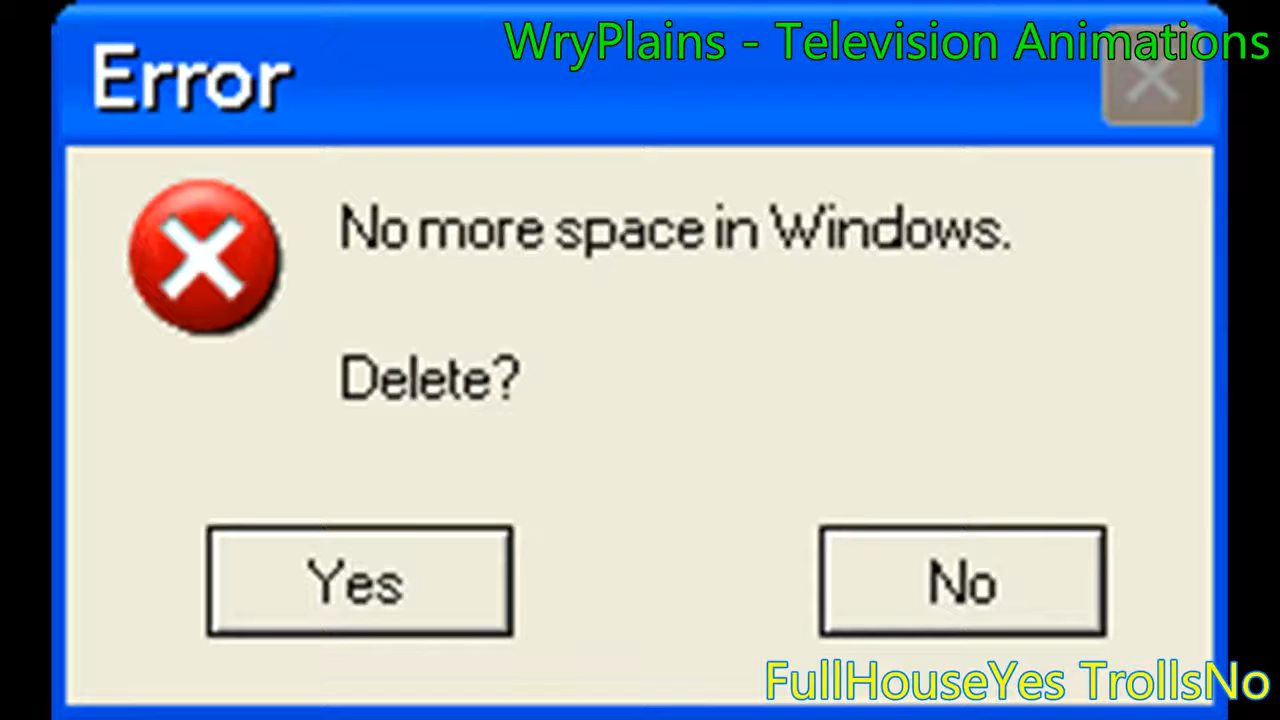 WryPlains - Television Animations
Error
No more space in Windows.
Delete?
Yes
No
FullHouseYes TrollsNo